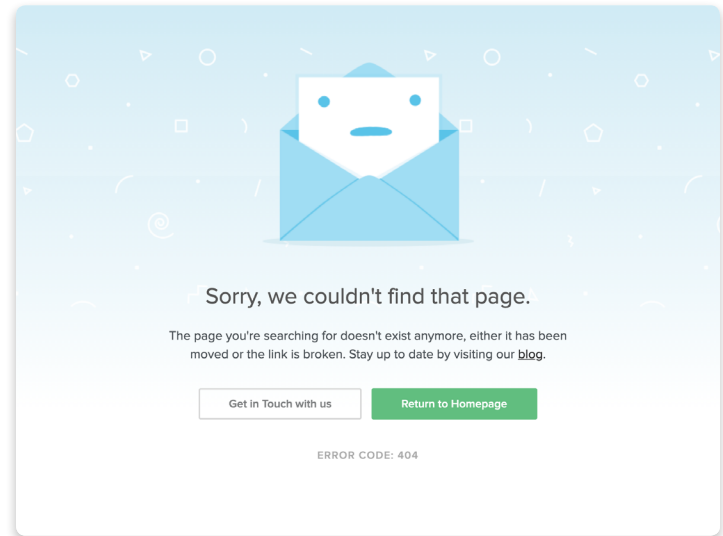 Sorry, we couldn't find that page.
The page you're searching for doesn't exist anymore, either it has been
moved or the link is broken. Stay up to date by visiting our blog.
Get in Touch with us
Return to Homepage
ERROR CODE: 404